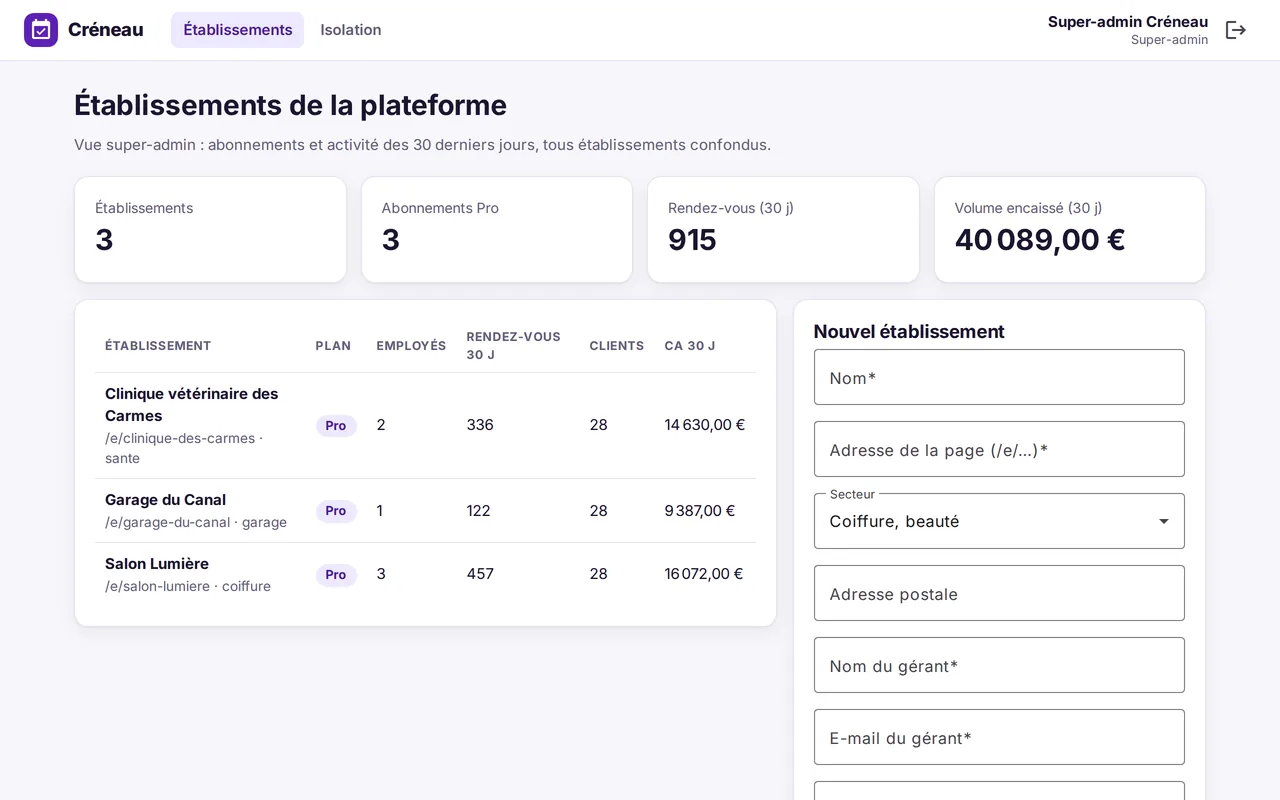 Créneau
Établissements
Isolation
Super-admin Créneau
Super-admin
Établissements de la plateforme
Vue super-admin : abonnements et activité des 30 derniers jours, tous établissements confondus.
Établissements
3
Abonnements Pro
3
Rendez-vous (30 j)
915
Volume encaissé (30 j)
40 089,00 €
ÉTABLISSEMENT
PLAN
EMPLOYÉS
RENDEZ-VOUS
30 J
CLIENTS
CA 30 J
Clinique vétérinaire des
Carmes
/e/clinique-des-carmes ·
sante
Pro
2
336
28
14 630,00 €
Garage du Canal
/e/garage-du-canal · garage
Pro
1
122
28
9 387,00 €
Salon Lumière
/e/salon-lumiere · coiffure
Pro
3
457
28
16 072,00 €
Nouvel établissement
Nom*
Adresse de la page (/e/...)*
Secteur
Coiffure, beauté
Adresse postale
Nom du gérant*
E-mail du gérant*